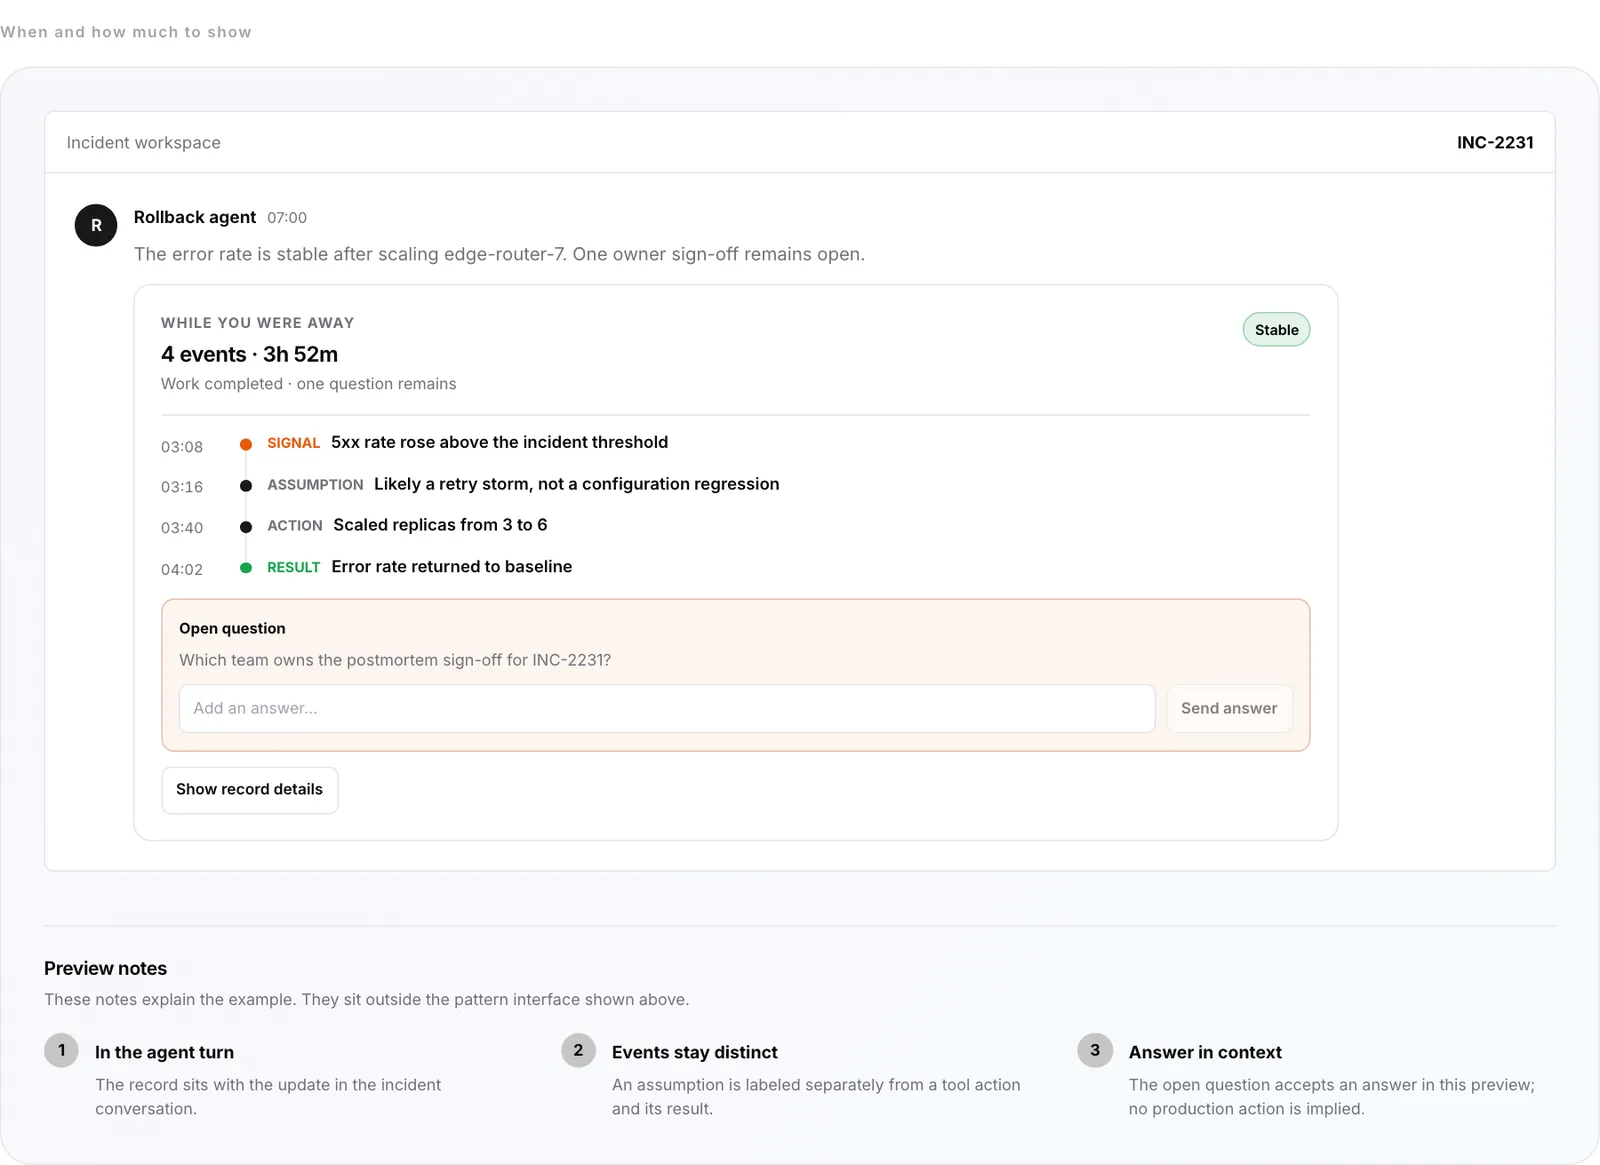 When and how much to show
Incident workspace
INC-2231
R
Rollback agent 07:00
The error rate is stable after scaling edge-router-7. One owner sign-off remains open.
WHILE YOU WERE AWAY
Stable
4 events · 3h 52m
Work completed · one question remains
03:08 SIGNAL 5xx rate rose above the incident threshold
03:16 ASSUMPTION Likely a retry storm, not a configuration regression
03:40 ACTION Scaled replicas from 3 to 6
04:02 RESULT Error rate returned to baseline
Open question
Which team owns the postmortem sign-off for INC-2231?
Add an answer...
Send answer
Show record details
Preview notes
These notes explain the example. They sit outside the pattern interface shown above.
1 In the agent turn
The record sits with the update in the incident
conversation.
2 Events stay distinct
An assumption is labeled separately from a tool action
and its result.
3 Answer in context
The open question accepts an answer in this preview;
no production action is implied.